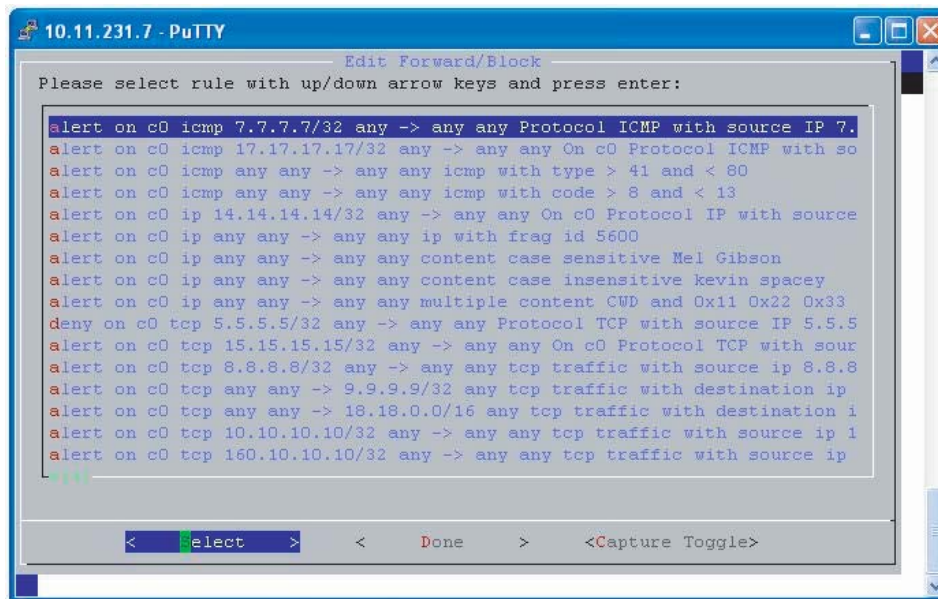 10.11.231.7 - PuTTY
Edit Forward/Block
Please select rule with up/down arrow keys and press enter:
alert on c0 icmp 7.7.7.7/32 any -> any any Protocol ICMP with source IP 7.
alert on c0 icmp 17.17.17.17/32 any -> any any On c0 Protocol ICMP with so
alert on c0 icmp any any -> any any icmp with type > 41 and < 80
alert on c0 icmp any any -> any any icmp with code > 8 and < 13
alert on c0 ip 14.14.14.14/32 any -> any any On c0 Protocol IP with source
alert on c0 ip any any -> any any ip with frag id 5600
alert on c0 ip any any -> any any content case sensitive Mel Gibson
alert on c0 ip any any -> any any content case insensitive kevin spacey
alert on c0 ip any any -> any any multiple content CWD and 0x11 0x22 0x33
deny on c0 tcp 5.5.5.5/32 any -> any any Protocol TCP with source IP 5.5.5
alert on c0 tcp 15.15.15.15/32 any -> any any On c0 Protocol TCP with sour
alert on c0 tcp 8.8.8.8/32 any -> any any tcp traffic with source ip 8.8.8
alert on c0 tcp any any -> 9.9.9.9/32 any tcp traffic with destination ip
alert on c0 tcp any any -> 18.18.0.0/16 any tcp traffic with destination i
alert on c0 tcp 10.10.10.10/32 any -> any any tcp traffic with source ip 1
alert on c0 tcp 160.10.10.10/32 any -> any any tcp traffic with source ip
< Select > < Done > <Capture Toggle>